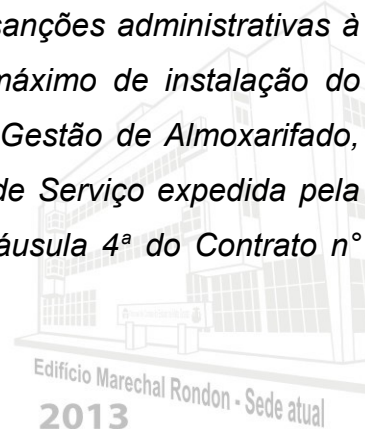 sanções administrativas à
máximo de instalação do
Gestão de Almoxarifado,
de Serviço expedida pela
áusula 4ª do Contrato n°
Edifício Marechal Rondon - Sede atual
2013